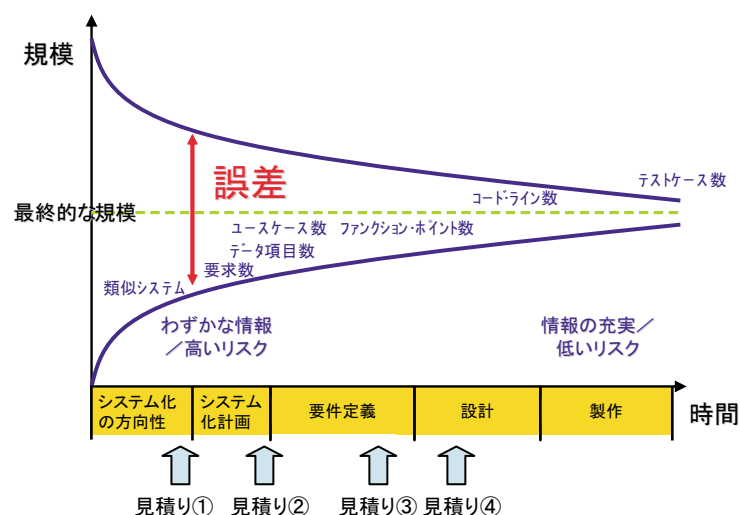 規模
誤差
テストケース数
コード・ライン数
最終的な規模
ユースケース数 ファンクション・ポイント数
データ項目数
要求数
類似システム
わずかな情報
／高いリスク
情報の充実／
低いリスク
システム化
の方向性
システム
化計画
要件定義
設計
製作
時間
見積り①
見積り②
見積り③
見積り④